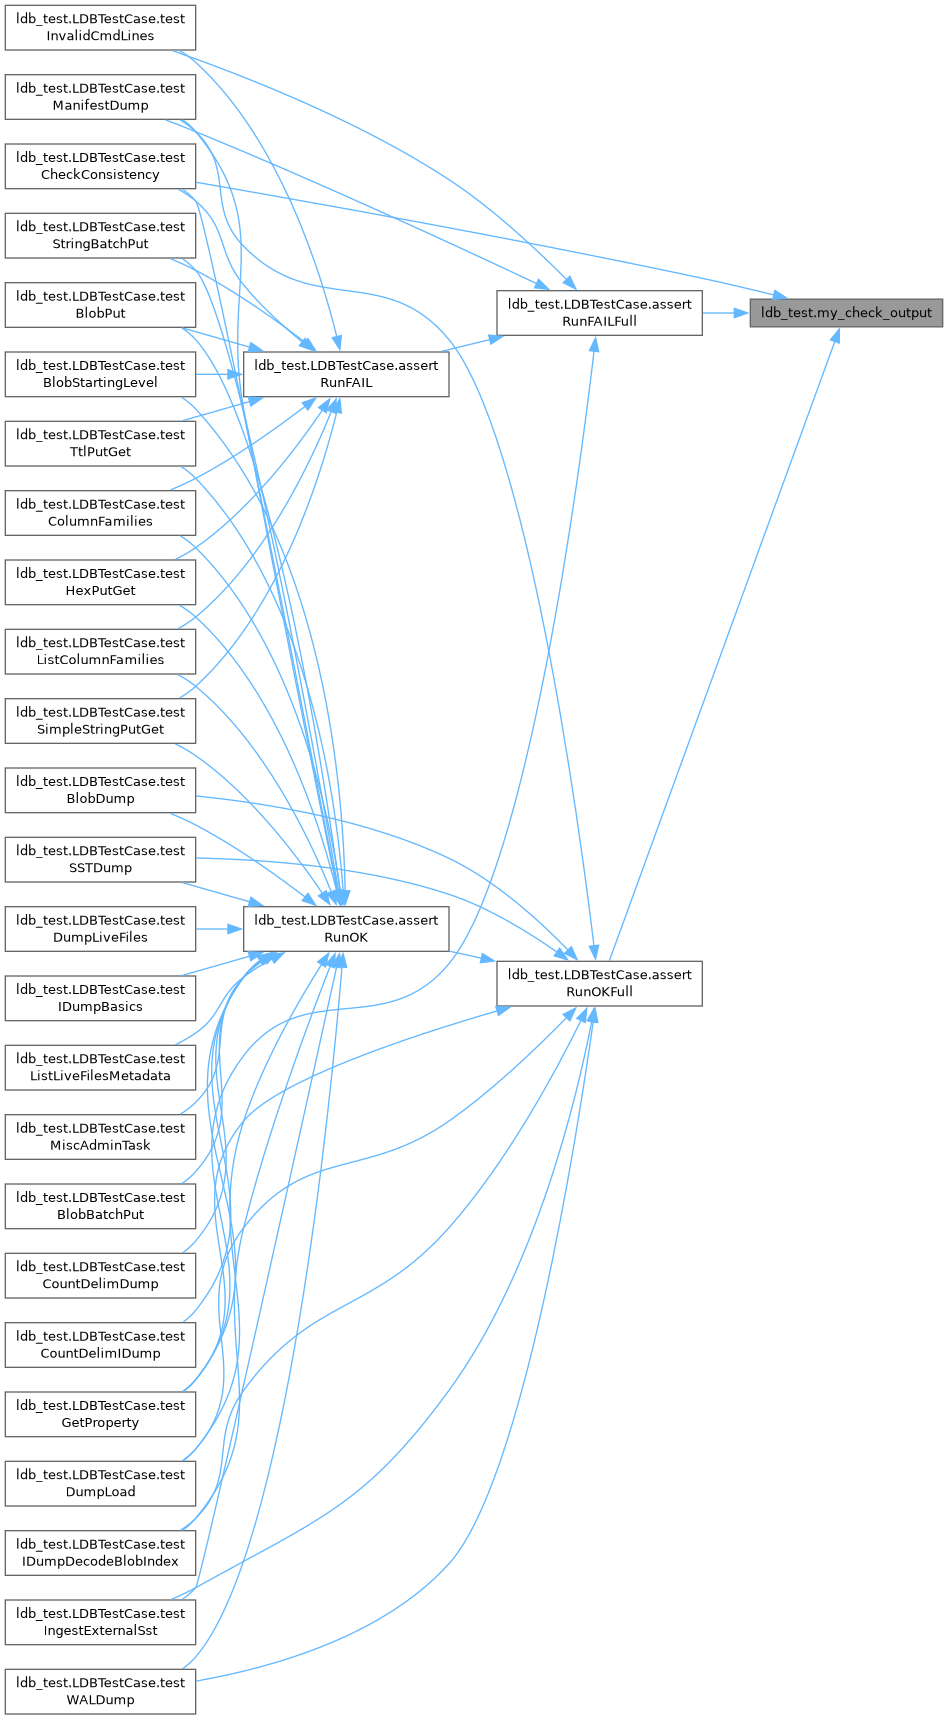 ldb_test.LDBTestCase.test
InvalidCmdLines
ldb_test.LDBTestCase.test
ManifestDump
ldb_test.LDBTestCase.test
CheckConsistency
ldb_test.LDBTestCase.test
StringBatchPut
ldb_test.LDBTestCase.test
BlobPut
ldb_test.LDBTestCase.test
BlobStartingLevel
ldb_test.LDBTestCase.test
TtlPutGet
ldb_test.LDBTestCase.test
ColumnFamilies
ldb_test.LDBTestCase.test
HexPutGet
ldb_test.LDBTestCase.test
ListColumnFamilies
ldb_test.LDBTestCase.test
SimpleStringPutGet
ldb_test.LDBTestCase.test
BlobDump
ldb_test.LDBTestCase.test
SSTDump
ldb_test.LDBTestCase.test
DumpLiveFiles
ldb_test.LDBTestCase.test
IDumpBasics
ldb_test.LDBTestCase.test
ListLiveFilesMetadata
ldb_test.LDBTestCase.test
MiscAdminTask
ldb_test.LDBTestCase.test
BlobBatchPut
ldb_test.LDBTestCase.test
CountDelimDump
ldb_test.LDBTestCase.test
CountDelimIDump
ldb_test.LDBTestCase.test
GetProperty
ldb_test.LDBTestCase.test
DumpLoad
ldb_test.LDBTestCase.test
IDumpDecodeBlobIndex
ldb_test.LDBTestCase.test
IngestExternalSst
ldb_test.LDBTestCase.test
WALDump
ldb_test.LDBTestCase.assert
RunFAIL
ldb_test.LDBTestCase.assert
RunOK
ldb_test.LDBTestCase.assert
RunFAILFull
ldb_test.LDBTestCase.assert
RunOKFull
ldb_test.my_check_output